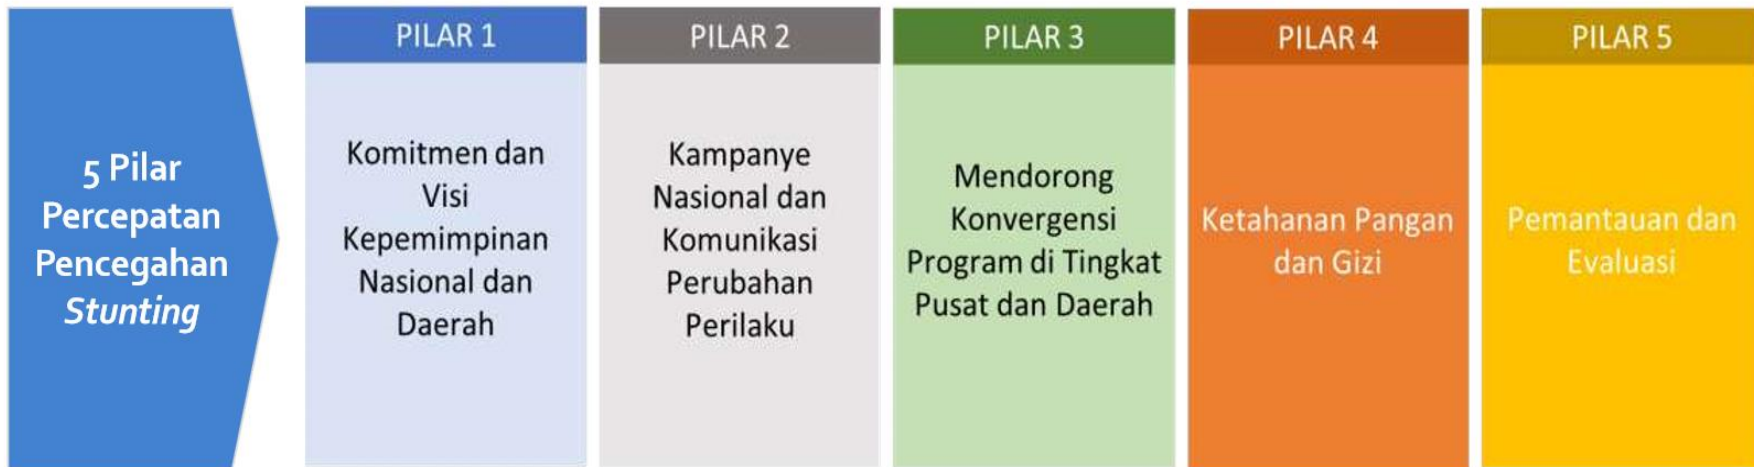 5 Pilar
Percepatan
Pencegahan
Stunting
PILAR 1
Komitmen dan
Visi
Kepemimpinan
Nasional dan
Daerah
PILAR 2
Kampanye
Nasional dan
Komunikasi
Perubahan
Perilaku
PILAR 3
Mendorong
Konvergensi
Program di Tingkat
Pusat dan Daerah
PILAR 4
Ketahanan Pangan
dan Gizi
PILAR 5
Pemantauan dan
Evaluasi